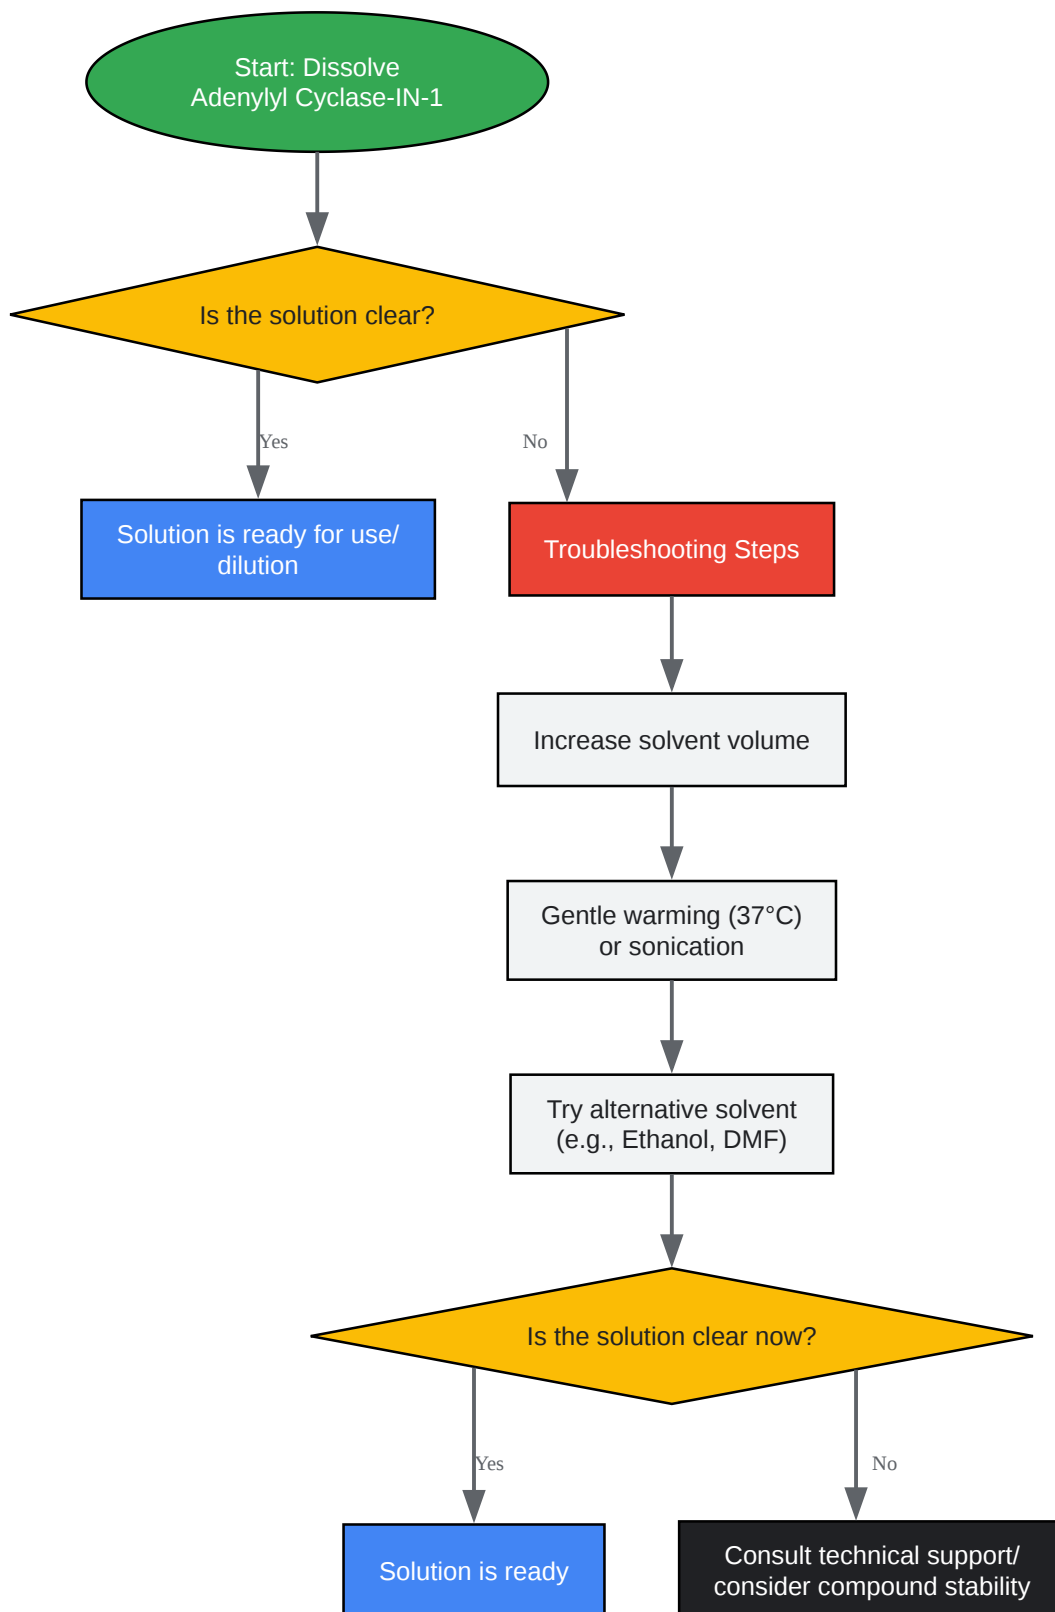 Start: Dissolve
Adenylyl Cyclase-IN-1
Is the solution clear?
Yes
No
Solution is ready for use/
dilution
Troubleshooting Steps
Increase solvent volume
Gentle warming (37°C)
or sonication
Try alternative solvent
(e.g., Ethanol, DMF)
Is the solution clear now?
Yes
No
Solution is ready
Consult technical support/
consider compound stability